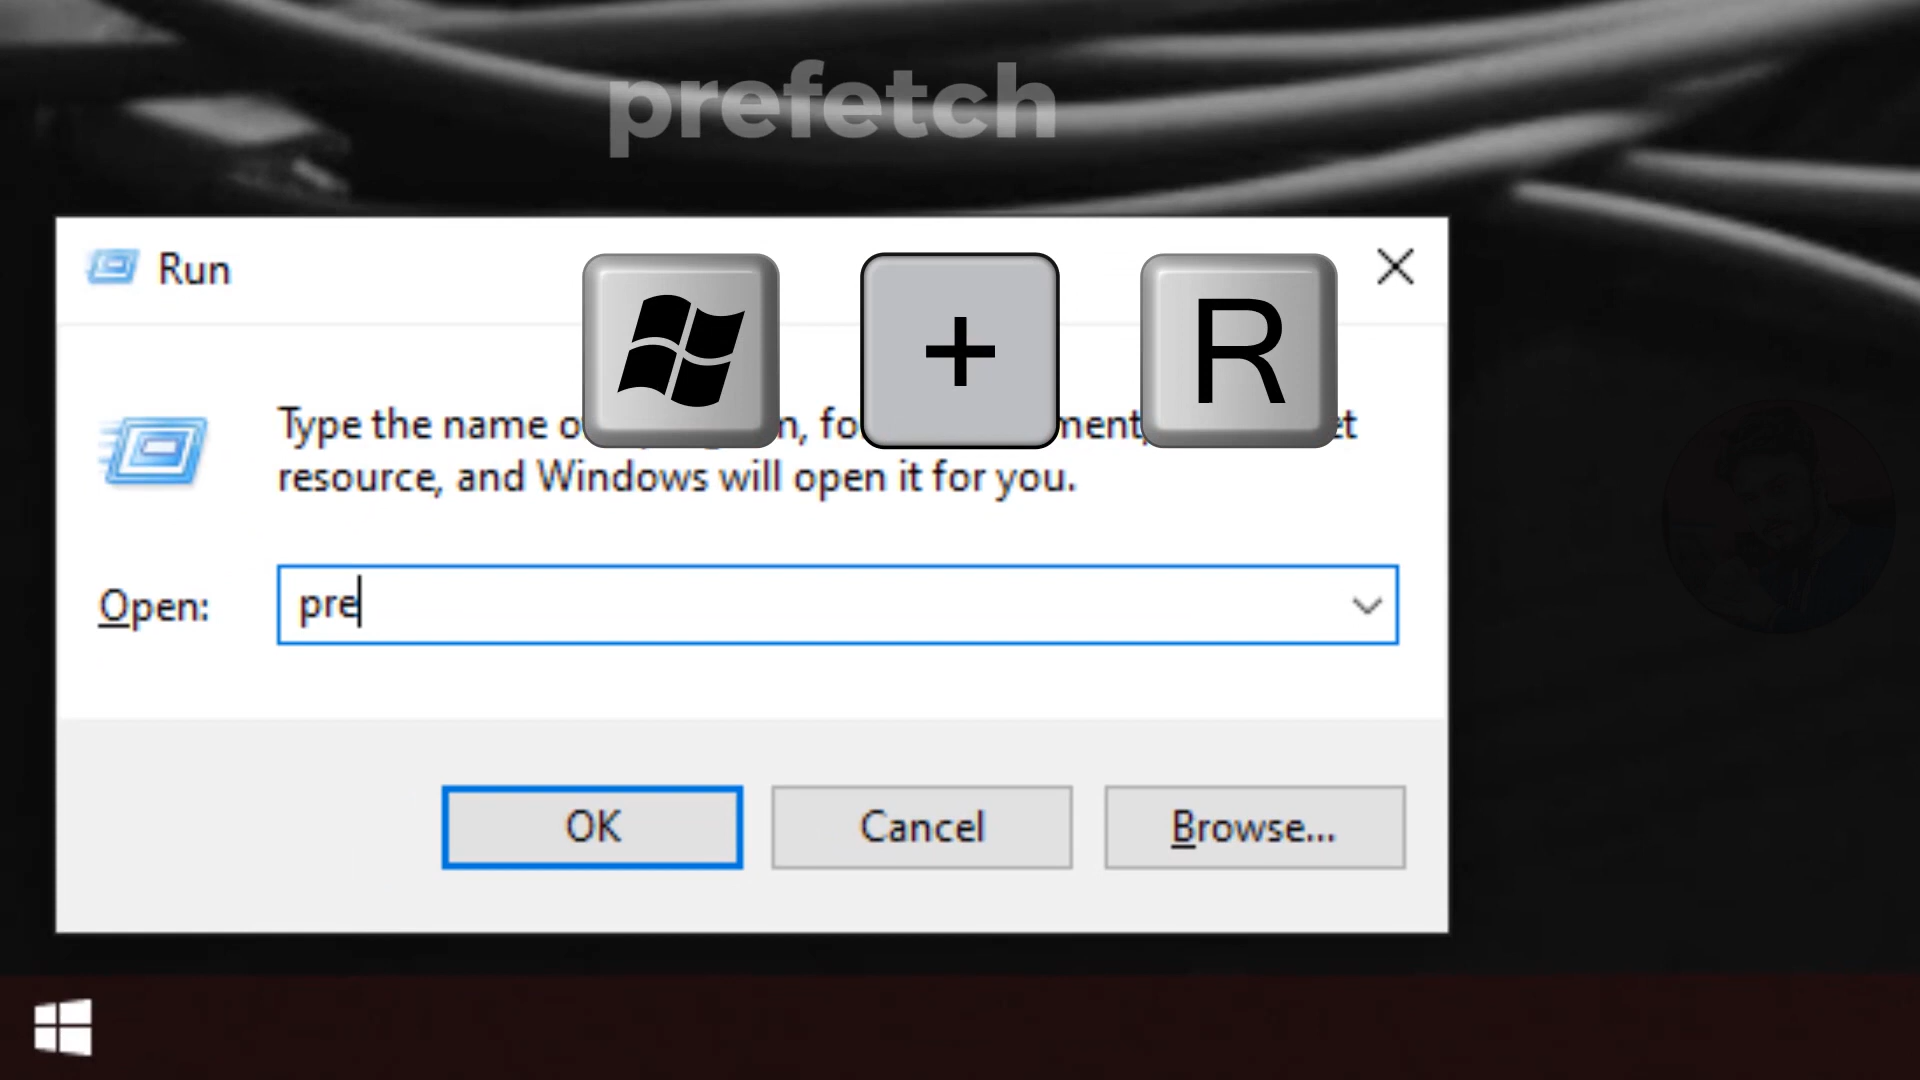 prefetch
Run
+ R
Type the name o n, fo ment, et
resource, and Windows will open it for you.
Open: pre
OK Cancel Browse...